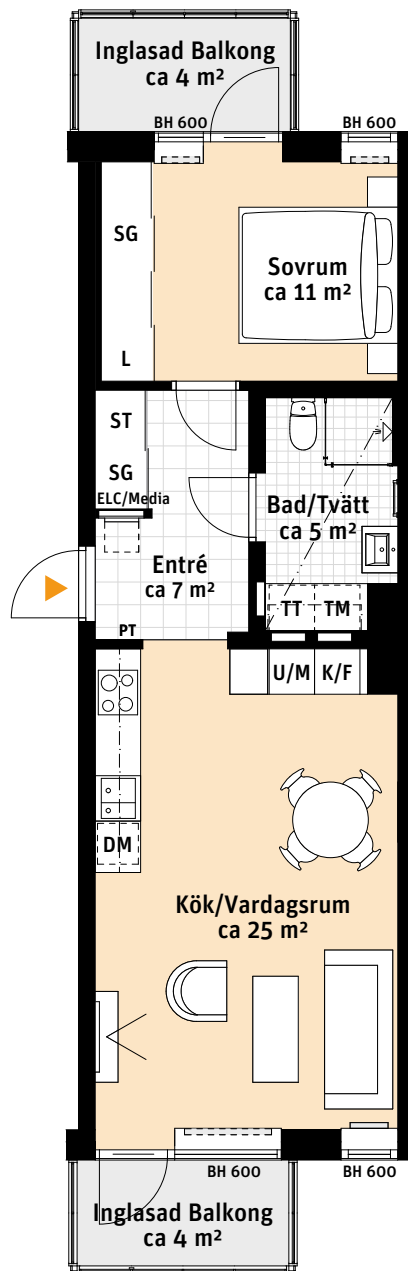 Inglasad Balkong
ca 4 m²
BH 600
BH 600
SG
Sovrum
ca 11 m²
L
ST
SG
ELC/Media
Bad/Tvätt
ca 5 m²
Entré
ca 7 m²
TT
TM
PT
U/M
K/F
DM
Kök/Vardagsrum
ca 25 m²
BH 600
BH 600
Inglasad Balkong
ca 4 m²